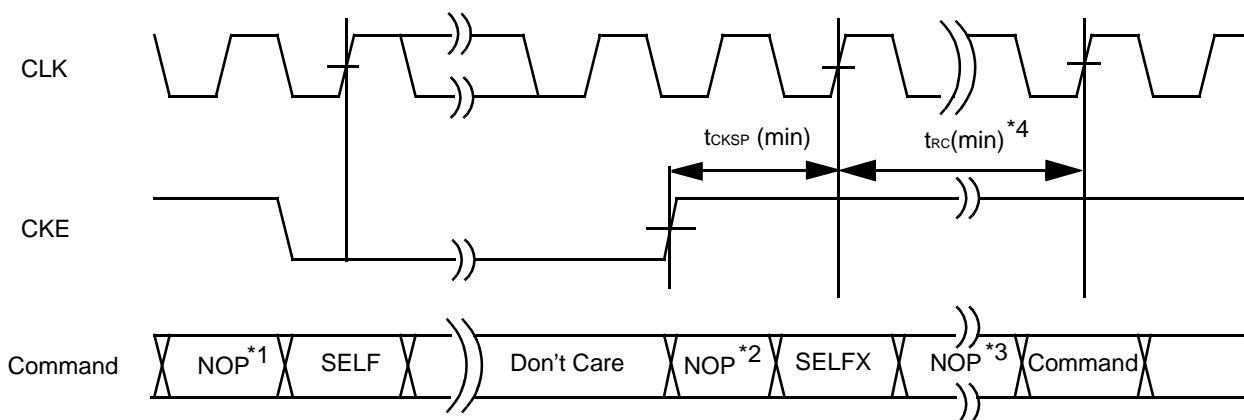 CLK
tCKSP (min)
tRC(min)*4
CKE
Command
NOP*1
SELF
Don't Care
NOP*2
SELFX
NOP*3
Command